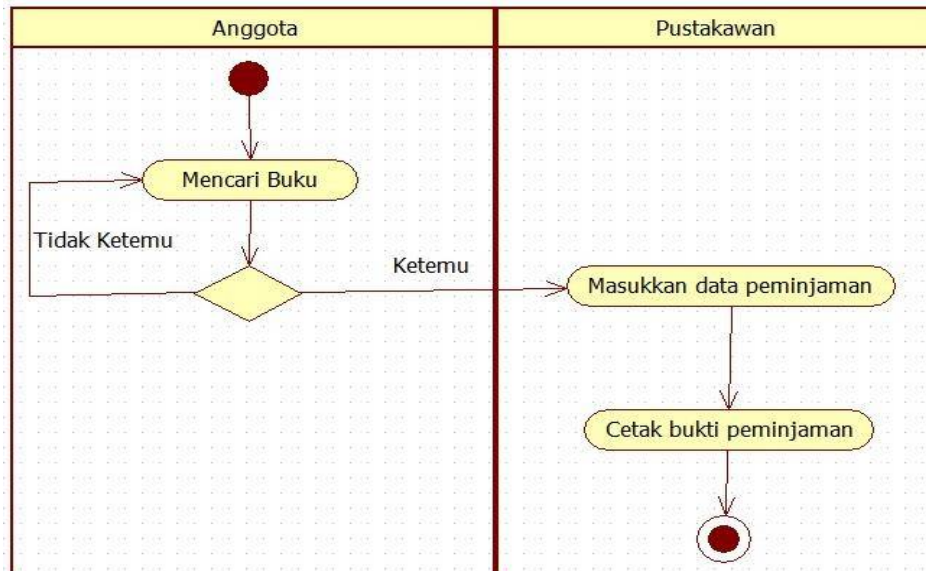 Anggota
Pustakawan
Mencari Buku
Tidak Ketemu
Ketemu
Masukkan data peminjaman
Cetak bukti peminjaman